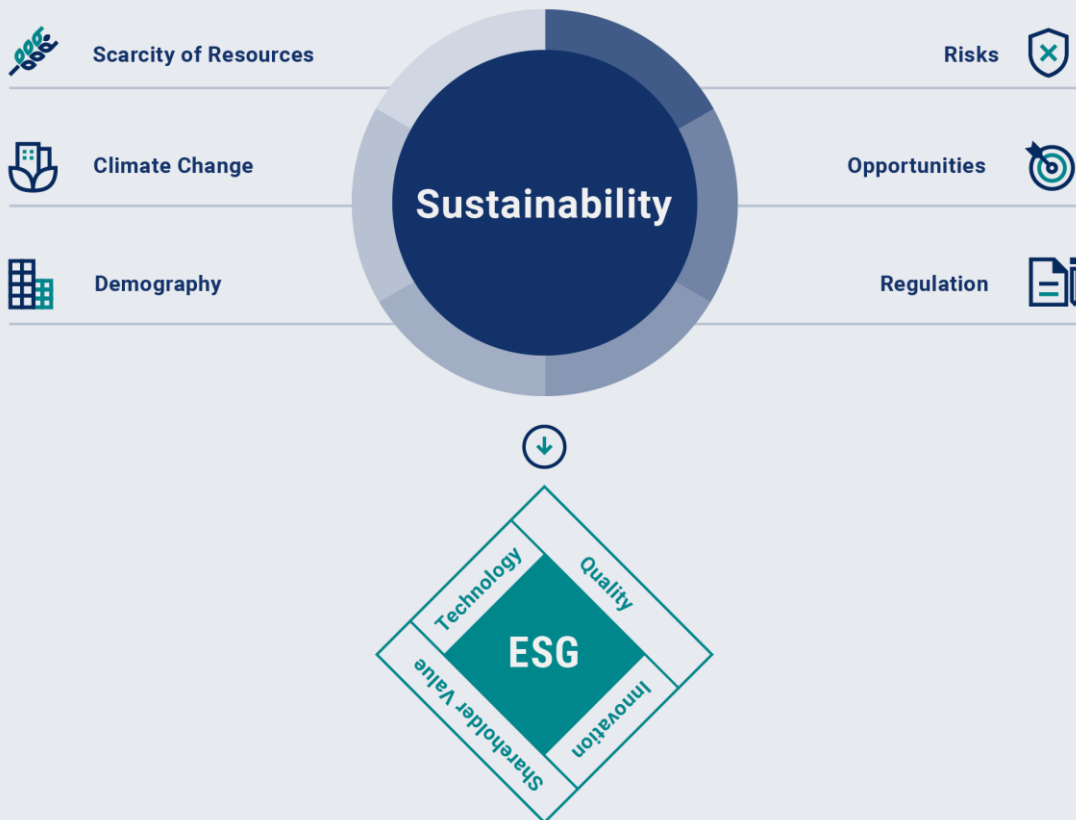 Scarcity of Resources
Risks
Climate Change
Opportunities
Sustainability
Demography
Regulation
Technology
Quality
ESG
Shareholder Value
Innovation